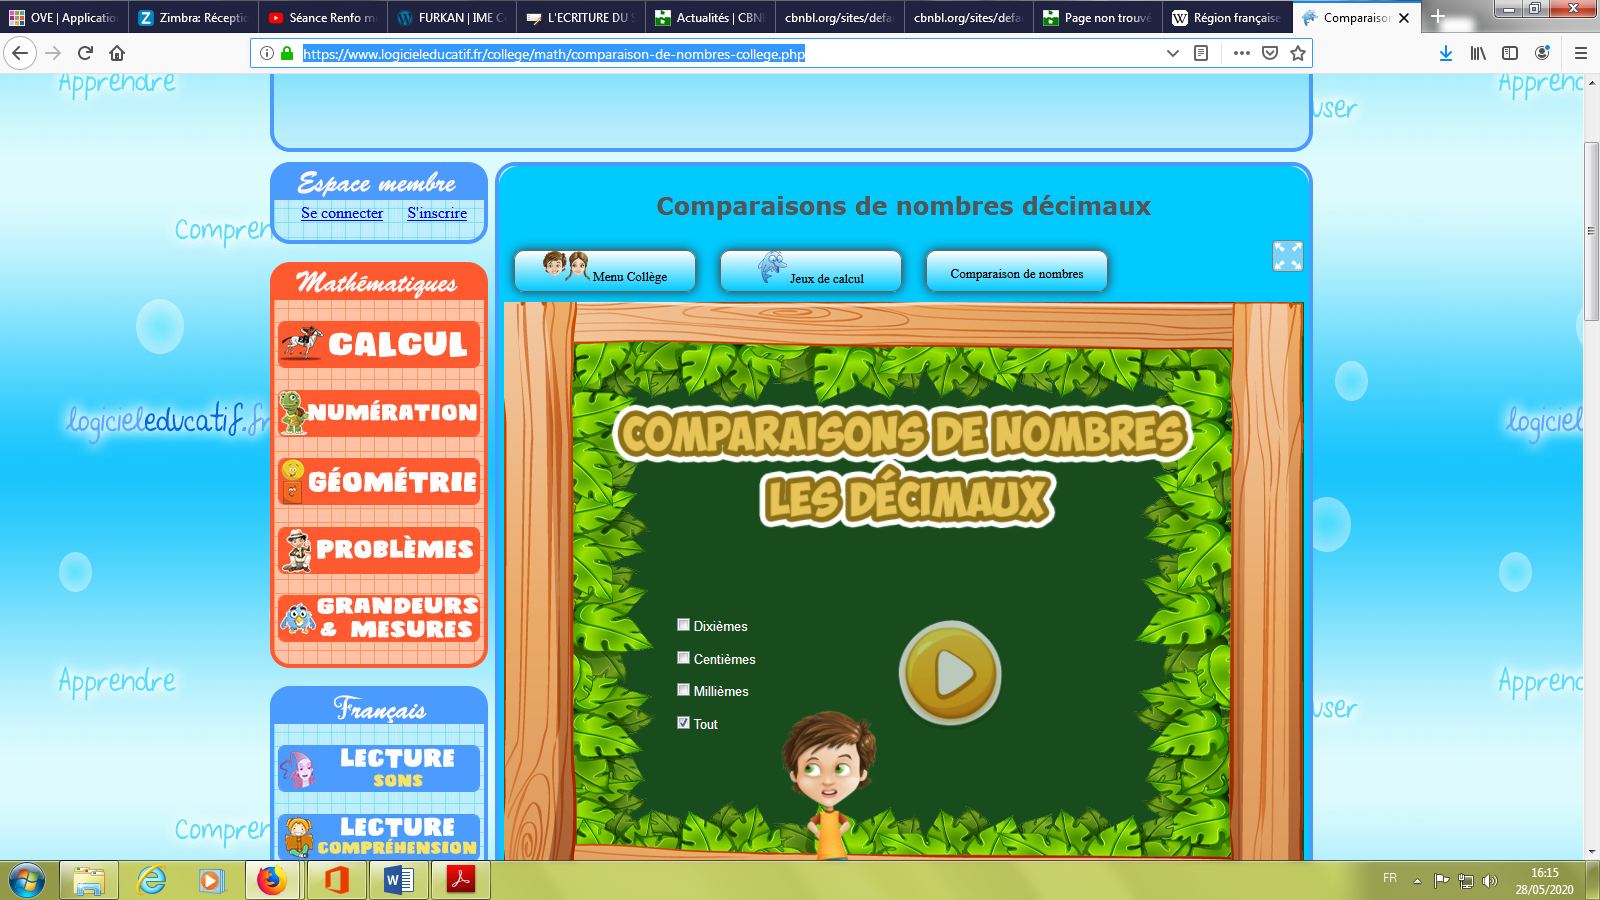 OVE | Application
Zimbra: Récepti
Séance Renfo m
FURKAN | IME C
L'ECRITURE DU S
Actualités | CBNB
cbnbl.org/sites/defa
cbnbl.org/sites/defa
Page non trouvé
Région française
Comparaison
https://www.logicieleducatif.fr/college/math/comparaison-de-nombres-college.php
Apprendre
Espace membre
Se connecter S'inscrire
Comparaisons de nombres décimaux
Menu Collège
Jeux de calcul
Comparaison de nombres
Mathématiques
CALCUL
NUMÉRATION
GÉOMÉTRIE
PROBLÈMES
GRANDEURS
& MESURES
COMPARAISONS DE NOMBRES
LES DÉCIMAUX
Dixièmes
Centièmes
Millièmes
Tout
Français
LECTURE
SONS
LECTURE
COMPRÉHENSION
logicieleducatif.fr
Apprendre
FR
16:15
28/05/2020